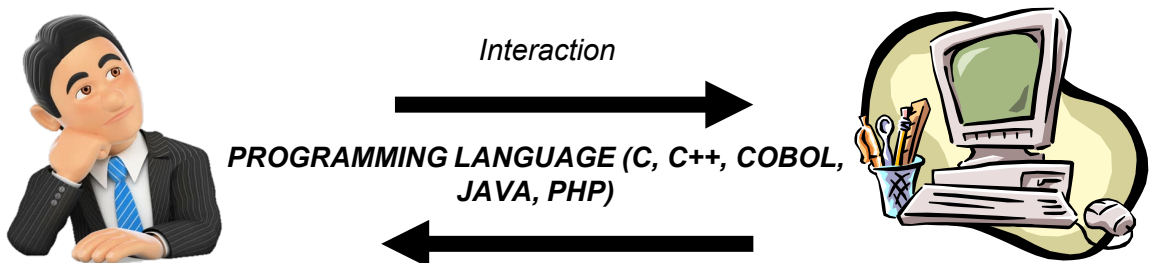 Interaction
PROGRAMMING LANGUAGE (C, C++, COBOL,
JAVA, PHP)